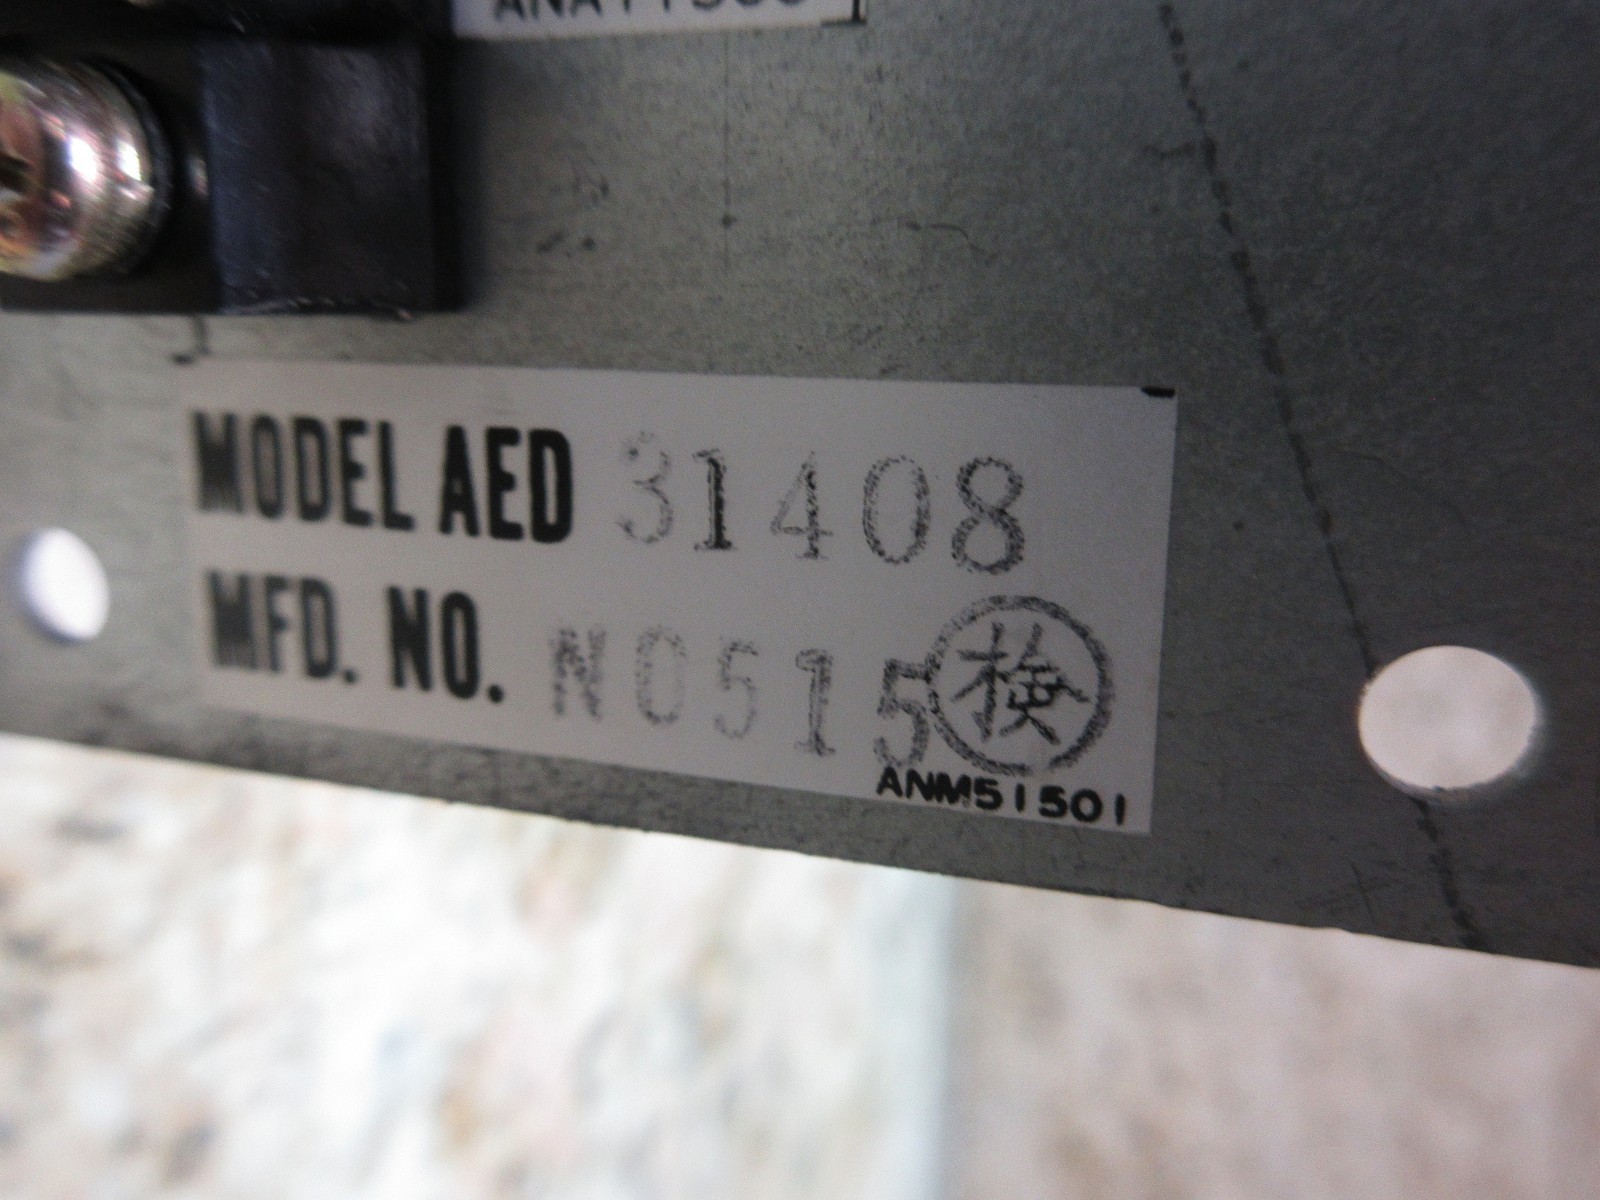 MODEL AED 31408
MFD. NO. N0515 検
ANM51501